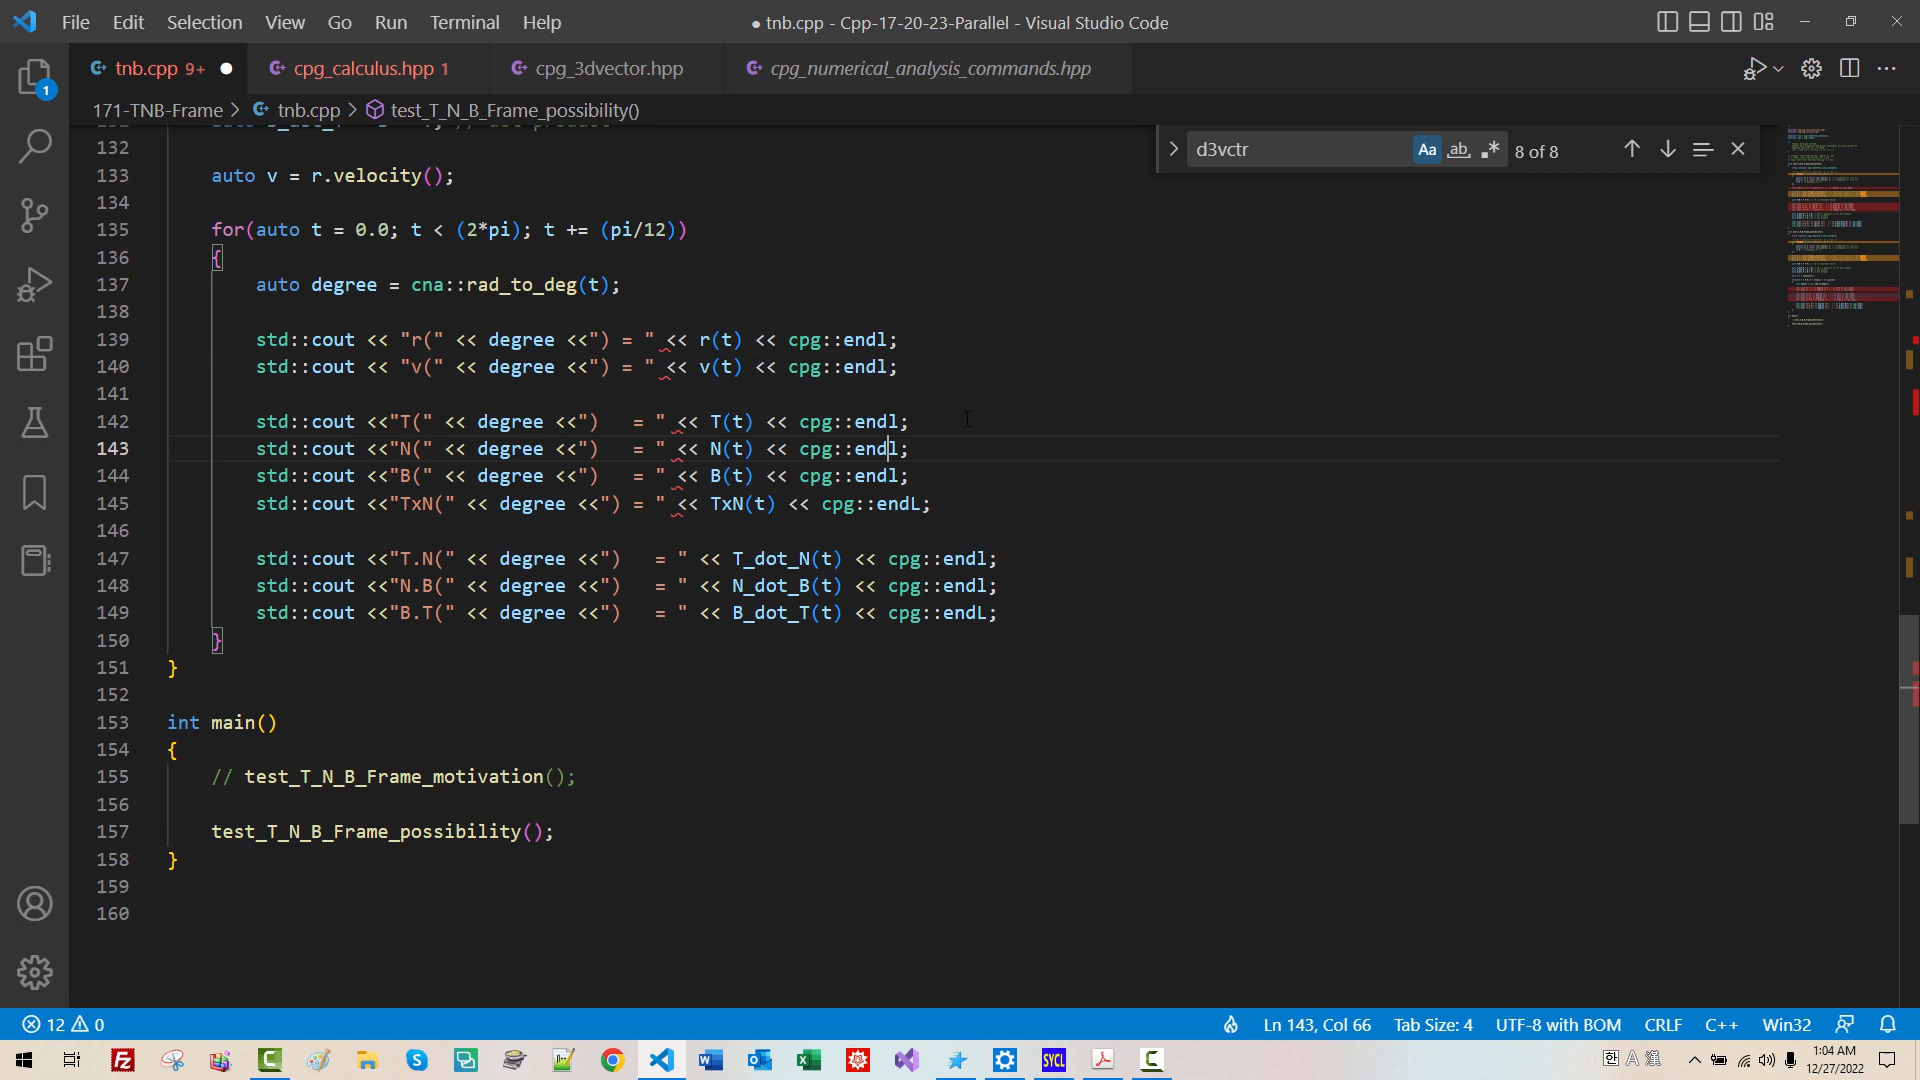 File Edit Selection View Go Run Terminal Help
● tnb.cpp - Cpp-17-20-23-Parallel - Visual Studio Code
tnb.cpp 9+ cpg_calculus.hpp 1 cpg_3dvector.hpp cpg_numerical_analysis_commands.hpp
171-TNB-Frame > tnb.cpp > test_T_N_B_Frame_possibility()
d3vctr Aa ab 8 of 8
132
133 auto v = r.velocity();
134
135 for(auto t = 0.0; t < (2*pi); t += (pi/12))
136 {
137 auto degree = cna::rad_to_deg(t);
138
139 std::cout << "r(" << degree <<") = " << r(t) << cpg::endl;
140 std::cout << "v(" << degree <<") = " << v(t) << cpg::endl;
141
142 std::cout <<"T(" << degree <<")   = " << T(t) << cpg::endl;
143 std::cout <<"N(" << degree <<")   = " << N(t) << cpg::endl;
144 std::cout <<"B(" << degree <<")   = " << B(t) << cpg::endl;
145 std::cout <<"TxN(" << degree <<") = " << TxN(t) << cpg::endL;
146
147 std::cout <<"T.N(" << degree <<")   = " << T_dot_N(t) << cpg::endl;
148 std::cout <<"N.B(" << degree <<")   = " << N_dot_B(t) << cpg::endl;
149 std::cout <<"B.T(" << degree <<")   = " << B_dot_T(t) << cpg::endL;
150 }
151 }
152
153 int main()
154 {
155 // test_T_N_B_Frame_motivation();
156
157 test_T_N_B_Frame_possibility();
158 }
159
160
1
12 0 Ln 143, Col 66 Tab Size: 4 UTF-8 with BOM CRLF C++ Win32
SYCL
한 A 漢
1:04 AM
12/27/2022